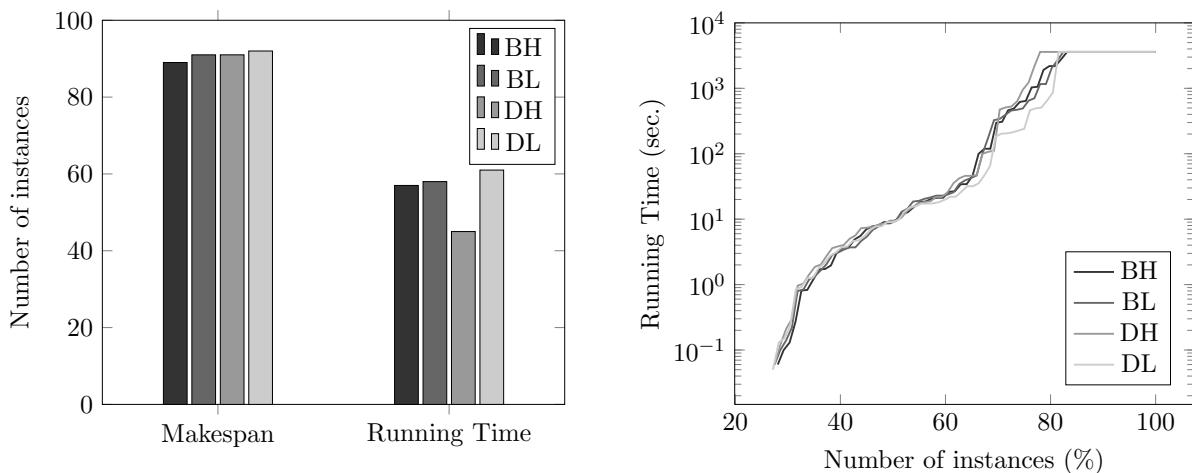 100
80
60
40
20
0
Number of instances
Makespan
Running Time
BH
BL
DH
DL
10^4
10^3
10^2
10^1
10^0
10^−1
Running Time (sec.)
20
40
60
80
100
Number of instances (%)
BH
BL
DH
DL